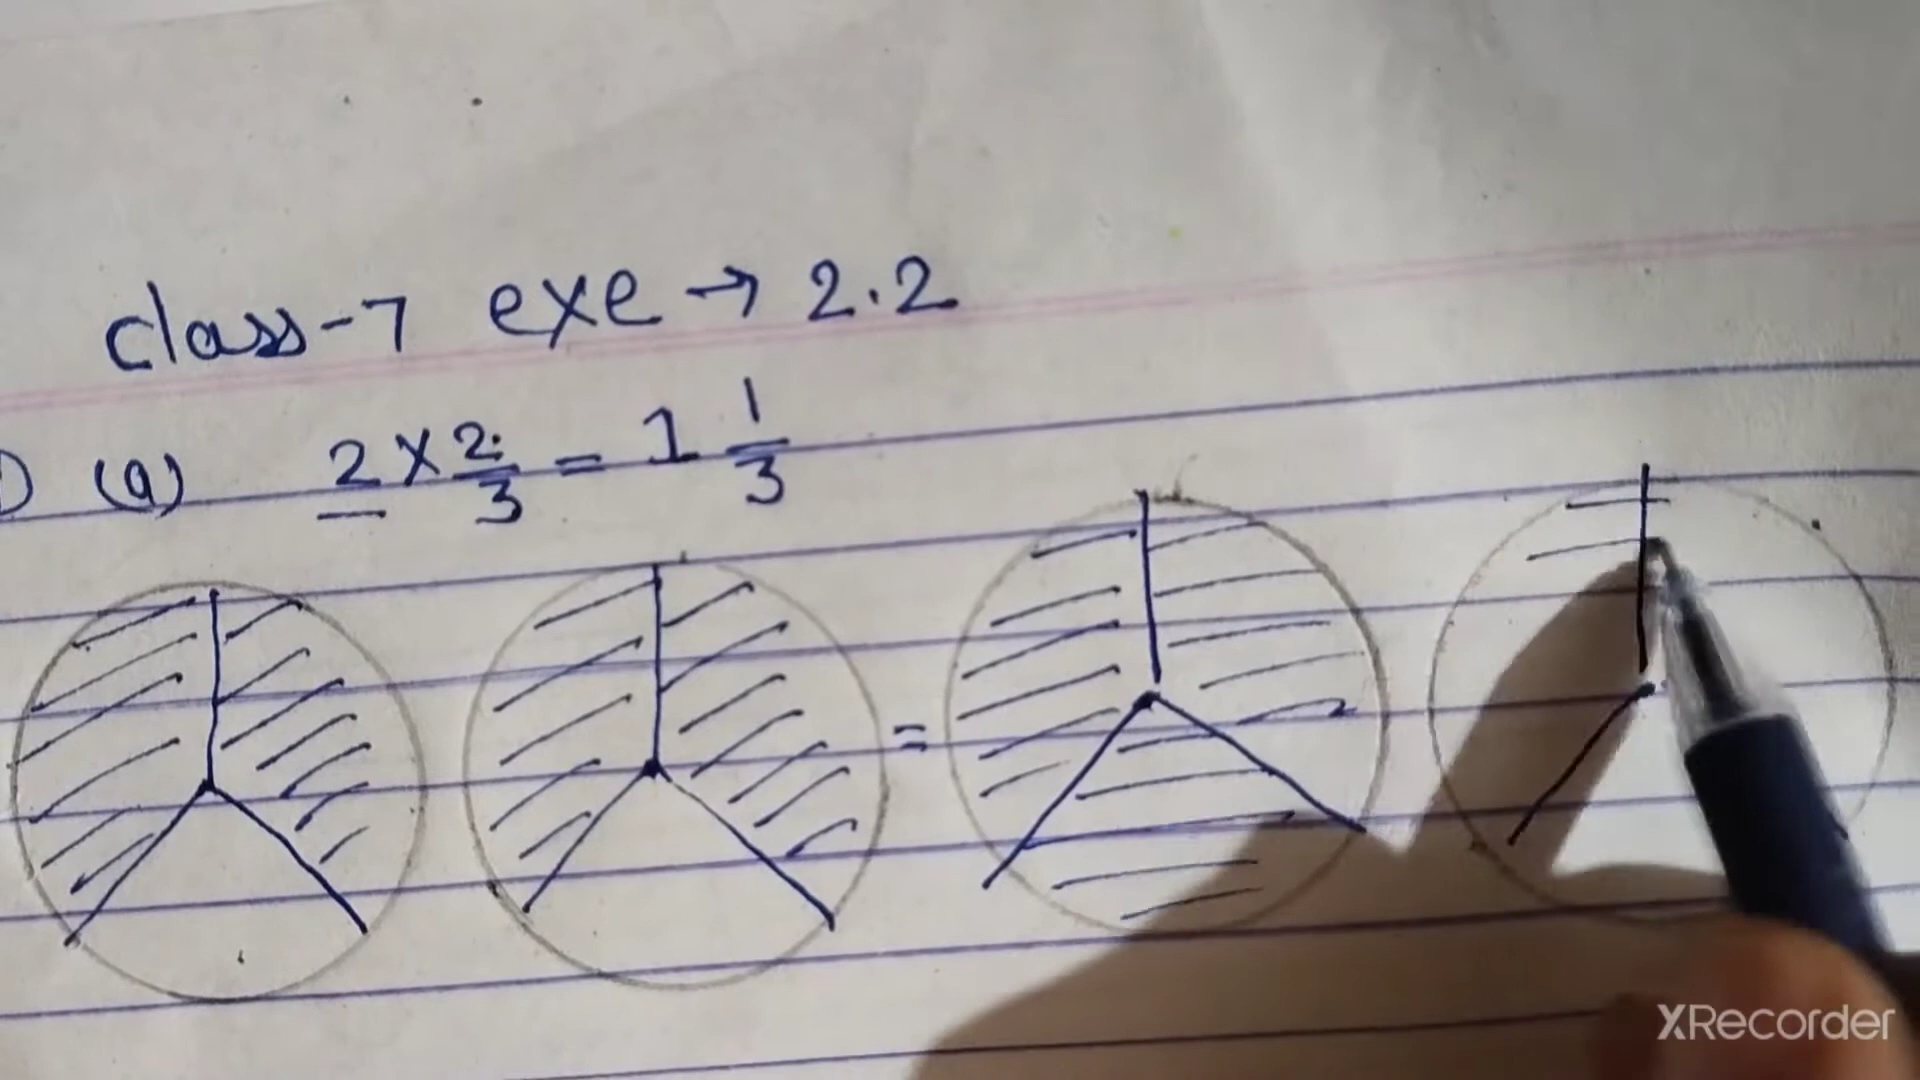 class-7 exe → 2.2
(a) 2 × 2/3 = 1 1/3
=
XRecorder